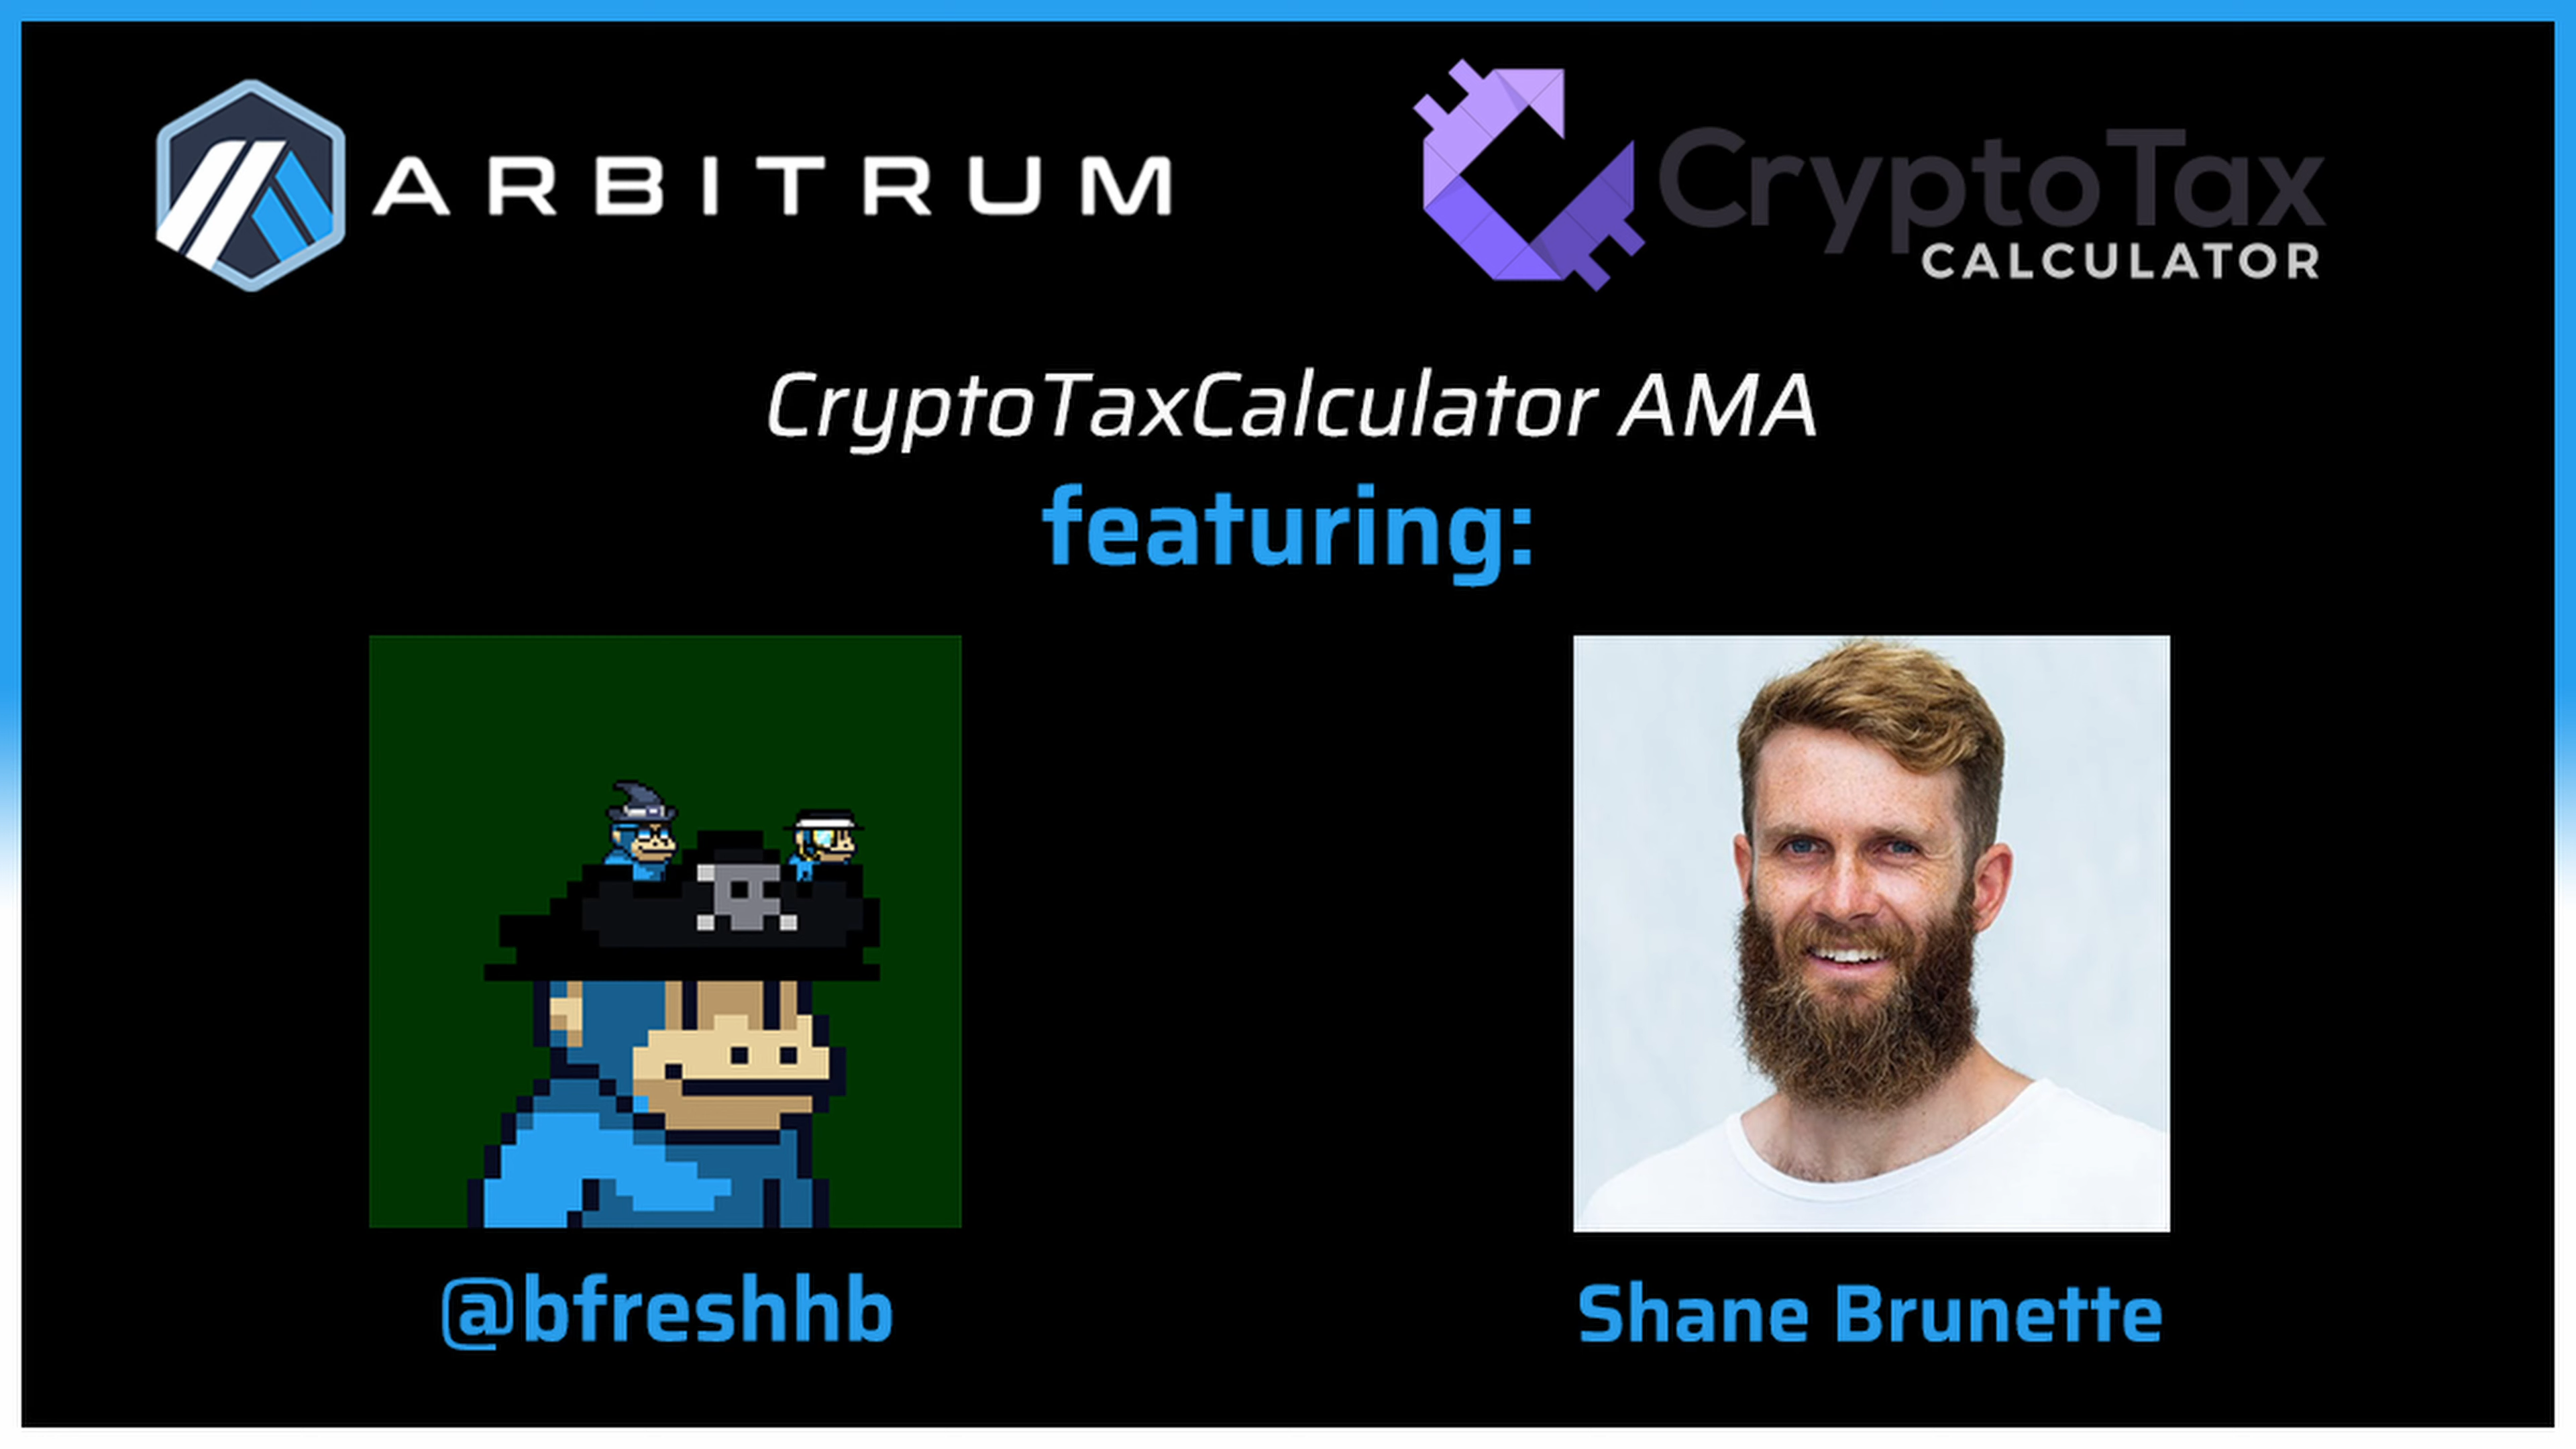 ARBITRUM
CryptoTax
CALCULATOR
CryptoTaxCalculator AMA
featuring:
@bfreshhb
Shane Brunette